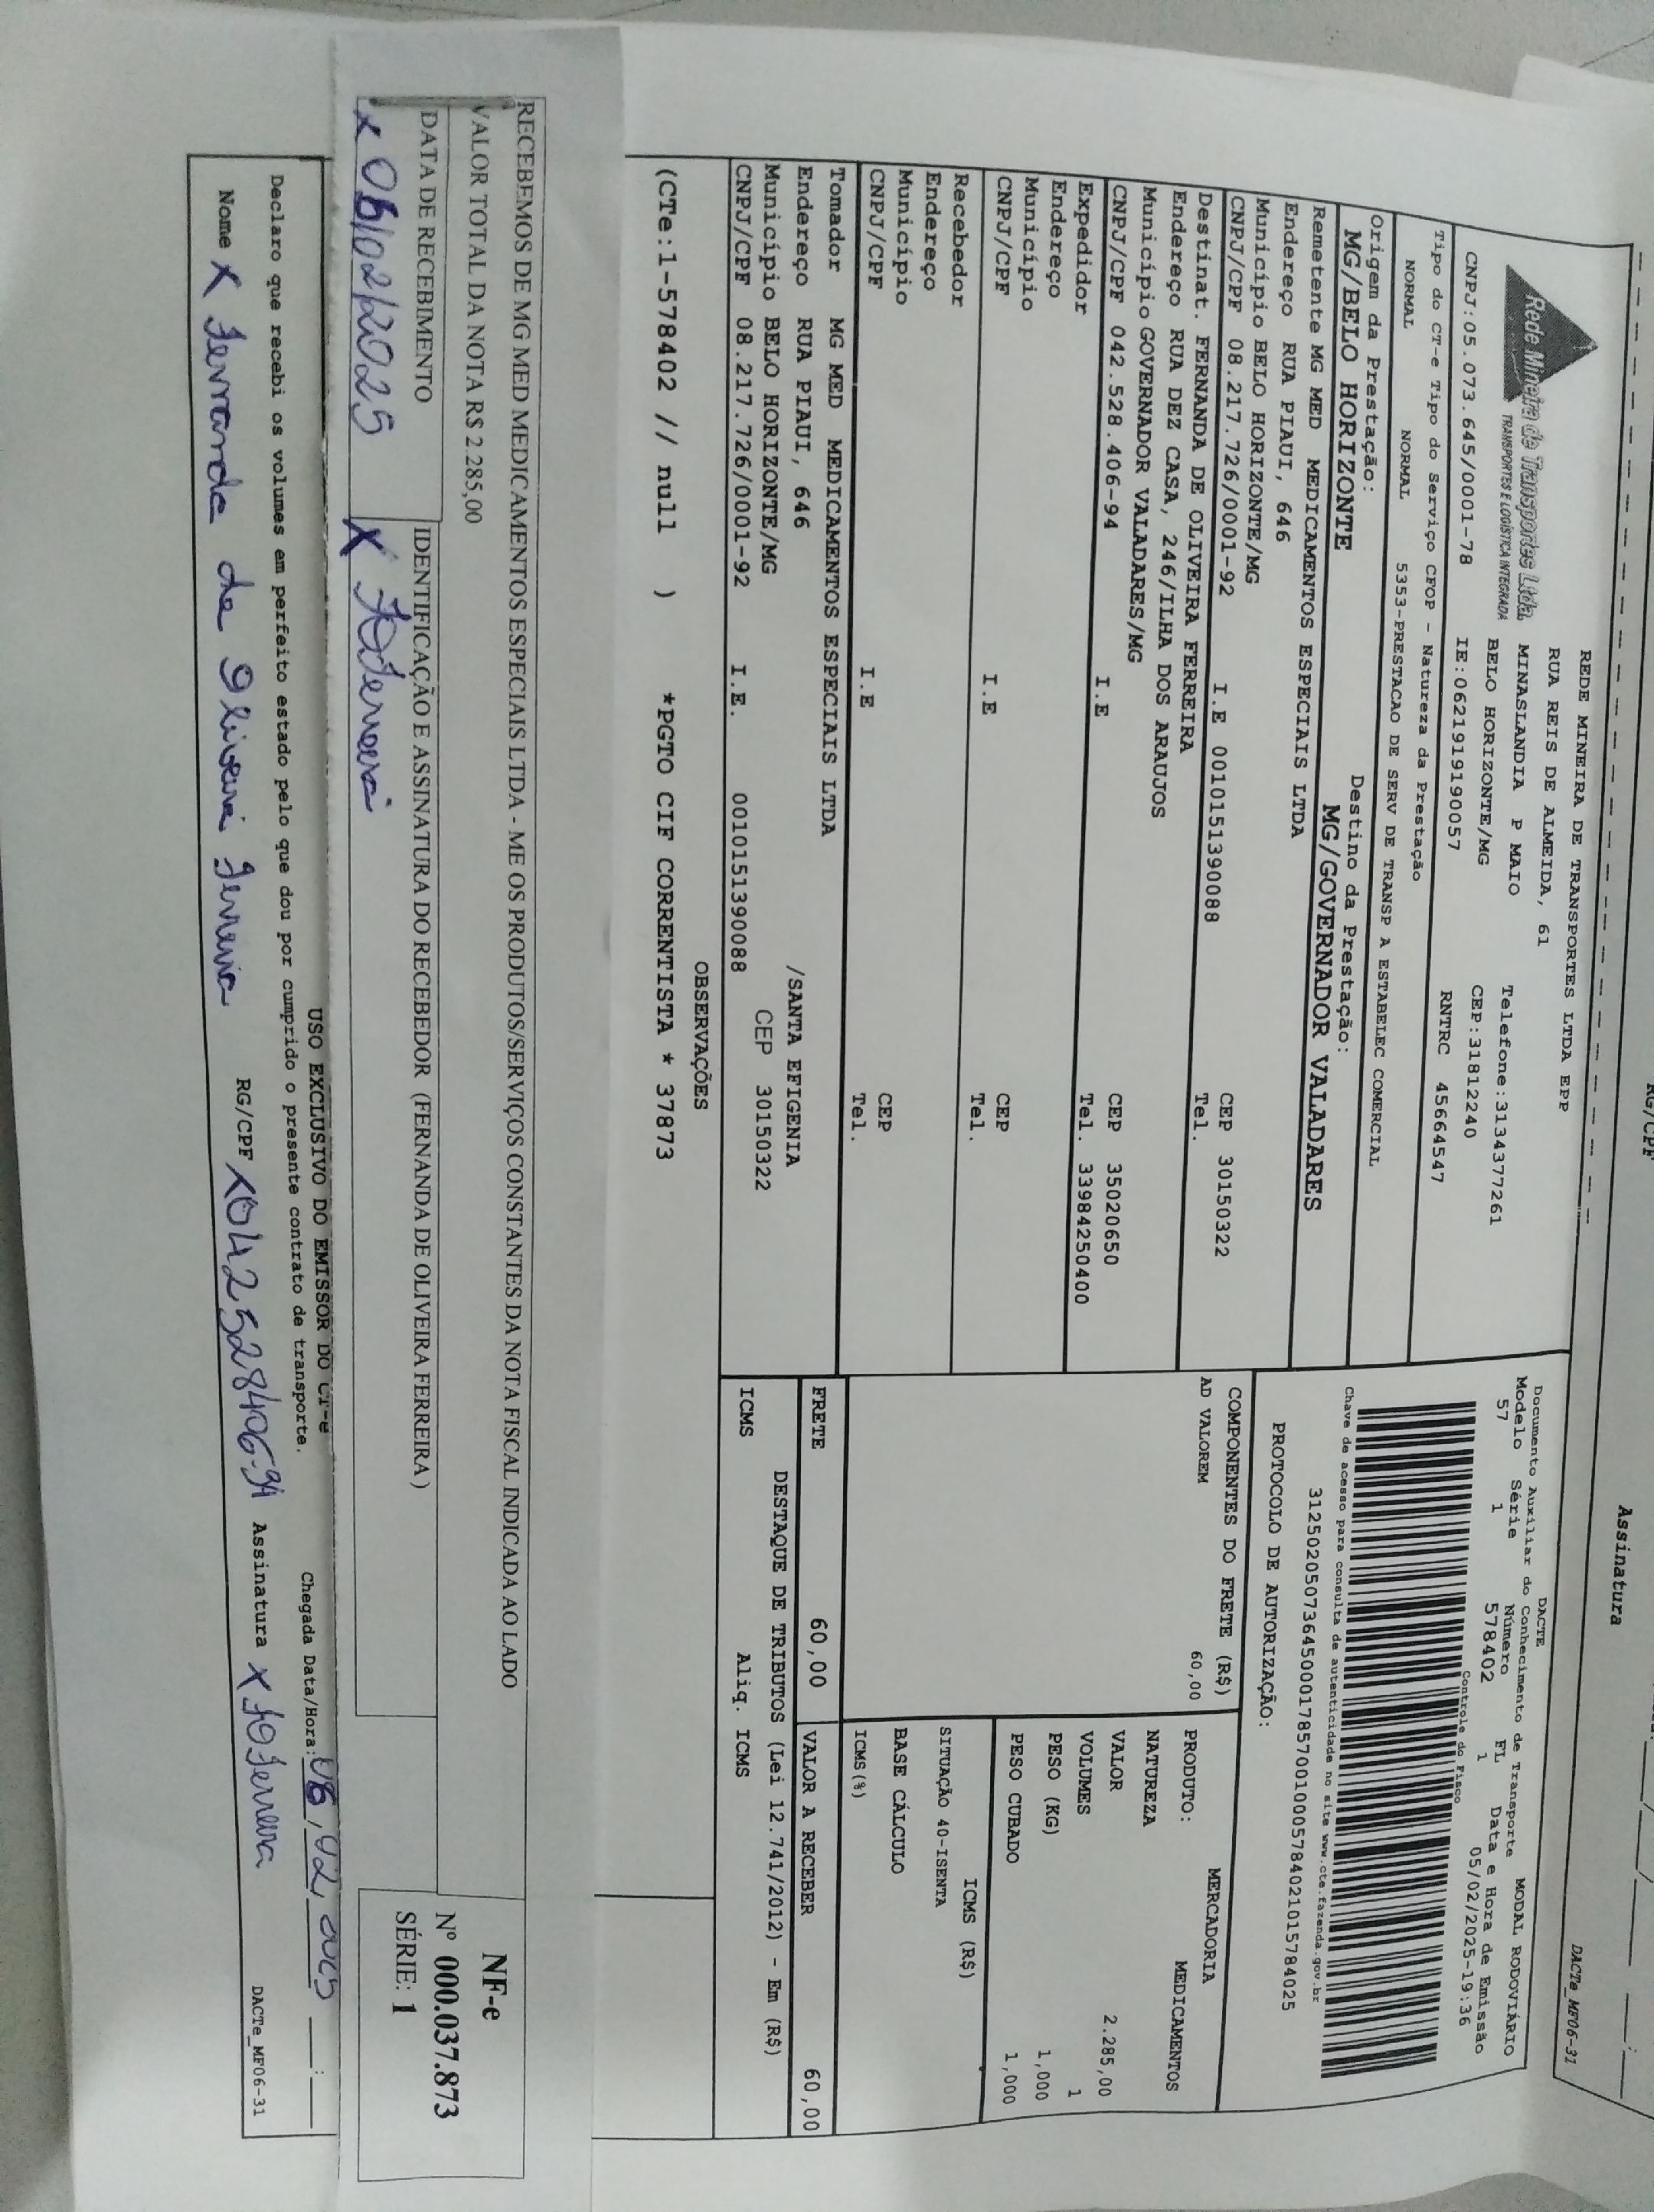 RG/CPF
Assinatura
DACTe_MF06-31
Rede Mineira de Transportes Ltda.
TRANSPORTES E LOGÍSTICA INTEGRADA
REDE MINEIRA DE TRANSPORTES LTDA EPP
RUA REIS DE ALMEIDA, 61
MINASLANDIA P MAIO Telefone:3134377261
BELO HORIZONTE/MG CEP:31812240
CNPJ:05.073.645/0001-78 IE:0621919190057 RNTRC 45664547
DACTE
Documento Auxiliar do Conhecimento de Transporte MODAL RODOVIÁRIO
Modelo Série Número FL Data e Hora de Emissão
57 1 578402 1 05/02/2025-19:36
Controle do Fisco
Tipo do CT-e Tipo do Serviço CFOP - Natureza da Prestação
NORMAL NORMAL 5353-PRESTACAO DE SERV DE TRANSP A ESTABELEC COMERCIAL
Chave de acesso para consulta de autenticidade no site www.cte.fazenda.gov.br
31250205073645000178570010005784021015784025
PROTOCOLO DE AUTORIZAÇÃO:
Origem da Prestação: Destino da Prestação:
MG/BELO HORIZONTE MG/GOVERNADOR VALADARES
Remetente MG MED MEDICAMENTOS ESPECIAIS LTDA
Endereço RUA PIAUI, 646
Município BELO HORIZONTE/MG CEP 30150322
CNPJ/CPF 08.217.726/0001-92 I.E 0010151390088 Tel.
Destinat. FERNANDA DE OLIVEIRA FERREIRA
Endereço RUA DEZ CASA, 246/ILHA DOS ARAUJOS
Município GOVERNADOR VALADARES/MG CEP 35020650
CNPJ/CPF 042.528.406-94 I.E Tel. 33984250400
Expedidor
Endereço
Município CEP
CNPJ/CPF I.E Tel.
Recebedor
Endereço
Município CEP
CNPJ/CPF I.E Tel.
COMPONENTES DO FRETE (R$)
AD VALOREM 60,00
MERCADORIA
PRODUTO: MEDICAMENTOS
NATUREZA
VALOR 2.285,00
VOLUMES 1
PESO (KG) 1,000
PESO CUBADO 1,000
ICMS (R$)
SITUAÇÃO 40-ISENTA
BASE CÁLCULO
ICMS(%)
Tomador MG MED MEDICAMENTOS ESPECIAIS LTDA
Endereço RUA PIAUI, 646 /SANTA EFIGENIA
Município BELO HORIZONTE/MG CEP 30150322
CNPJ/CPF 08.217.726/0001-92 I.E. 0010151390088
FRETE 60,00 VALOR A RECEBER 60,00
DESTAQUE DE TRIBUTOS (Lei 12.741/2012) - Em (R$)
ICMS Aliq. ICMS
OBSERVAÇÕES
(CTe:1-578402 // null ) *PGTO CIF CORRENTISTA * 37873
RECEBEMOS DE MG MED MEDICAMENTOS ESPECIAIS LTDA - ME OS PRODUTOS/SERVIÇOS CONSTANTES DA NOTA FISCAL INDICADA AO LADO
VALOR TOTAL DA NOTA R$ 2.285,00
DATA DE RECEBIMENTO
x 06/02/2025
IDENTIFICAÇÃO E ASSINATURA DO RECEBEDOR (FERNANDA DE OLIVEIRA FERREIRA )
X
NF-e
Nº 000.037.873
SÉRIE: 1
USO EXCLUSIVO DO EMISSOR DO CT-e
Declaro que recebi os volumes em perfeito estado pelo que dou por cumprido o presente contrato de transporte.
Chegada Data/Hora: 06, 02, 2025 __:__
Nome X Fernanda de Oliveira Ferreira RG/CPF X 042528406-94 Assinatura X FOFerreira
DACTe_MF06-31